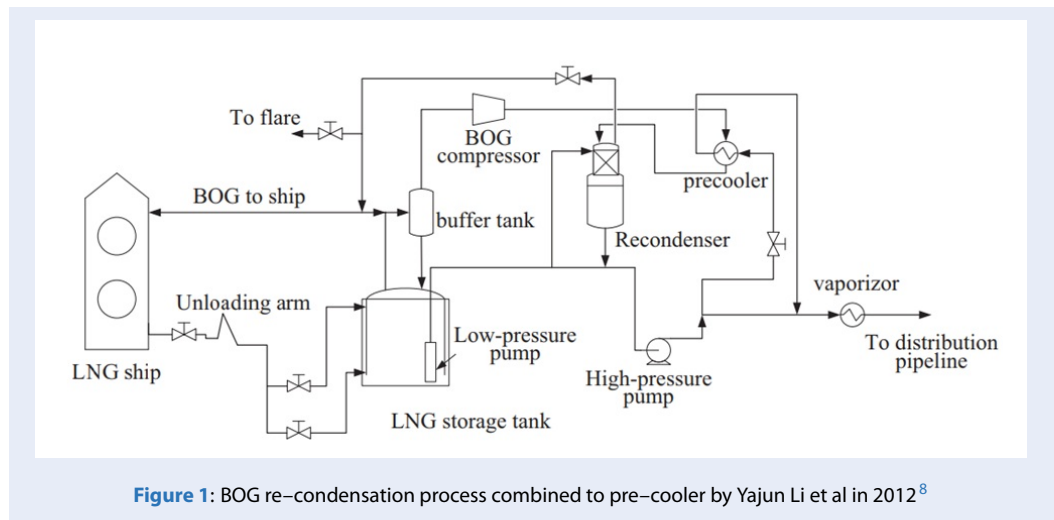 To flare
BOG
compressor
precooler
BOG to ship
buffer tank
Recondenser
vaporizor
Unloading arm
Low-pressure
pump
To distribution
pipeline
LNG ship
High-pressure
pump
LNG storage tank
Figure 1: BOG re–condensation process combined to pre–cooler by Yajun Li et al in 2012⁸